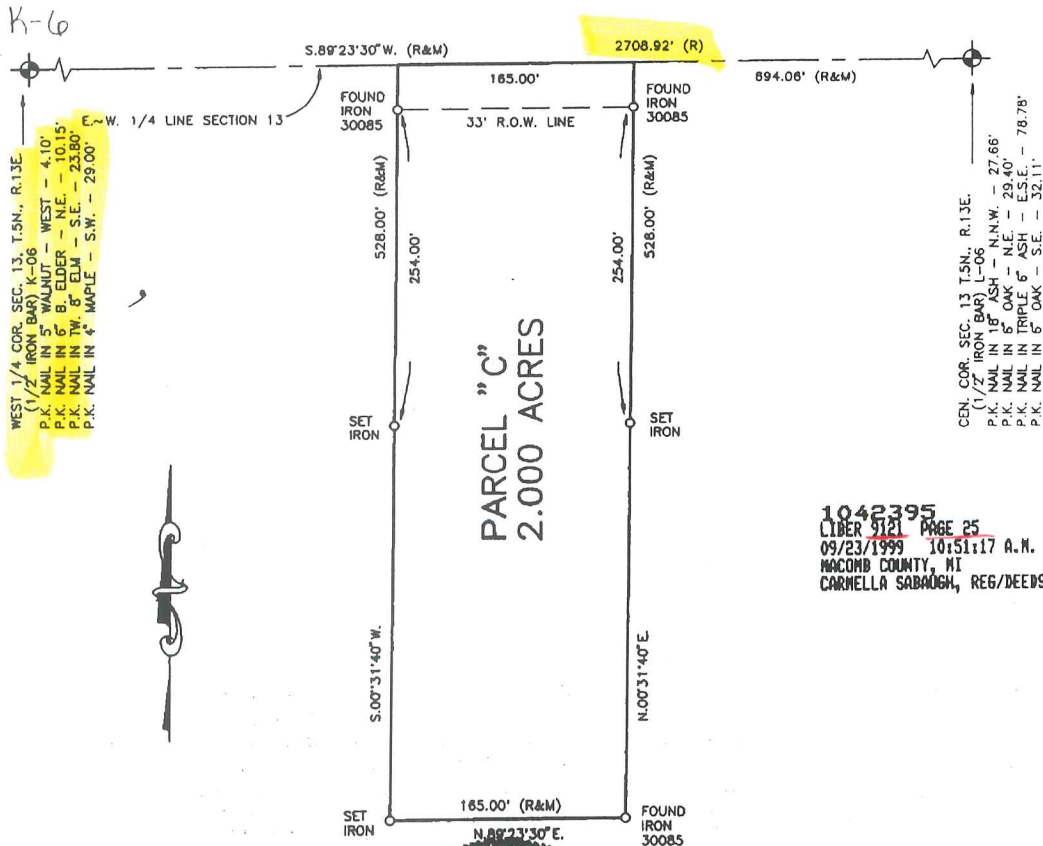 K-6
S.89°23'30"W. (R&M)
2708.92' (R)
165.00'
694.06' (R&M)
E.~W. 1/4 LINE SECTION 13
FOUND
IRON
30085
33' R.O.W. LINE
FOUND
IRON
30085
WEST 1/4 COR. SEC. 13, T.5N., R.13E.
(1/2" IRON BAR) K-06
P.K. NAIL IN 5" WALNUT - WEST - 4.10'
P.K. NAIL IN 6" B. ELDER - N.E. - 10.15'
P.K. NAIL IN TW. 8" ELM - S.E. - 23.80'
P.K. NAIL IN 4" MAPLE - S.W. - 29.00'
528.00' (R&M)
254.00'
254.00'
528.00' (R&M)
CEN. COR. SEC. 13 T.5N., R.13E.
(1/2" IRON BAR) L-06
P.K. NAIL IN 18" ASH - N.N.W. - 27.66'
P.K. NAIL IN 6" OAK - N.E. - 29.40'
P.K. NAIL IN TRIPLE 6" ASH - E.S.E. - 78.78'
P.K. NAIL IN 6" OAK - S.E. - 32.11'
SET
IRON
SET
IRON
PARCEL "C"
2.000 ACRES
1042395
LIBER 9121 PAGE 25
09/23/1999 10:51:17 A.M.
MACOMB COUNTY, MI
CARMELLA SABAUGH, REG/DEEDS
S.00°31'40"W.
N.00°31'40"E.
165.00' (R&M)
SET
IRON
N.89°23'30"E.
FOUND
IRON
30085